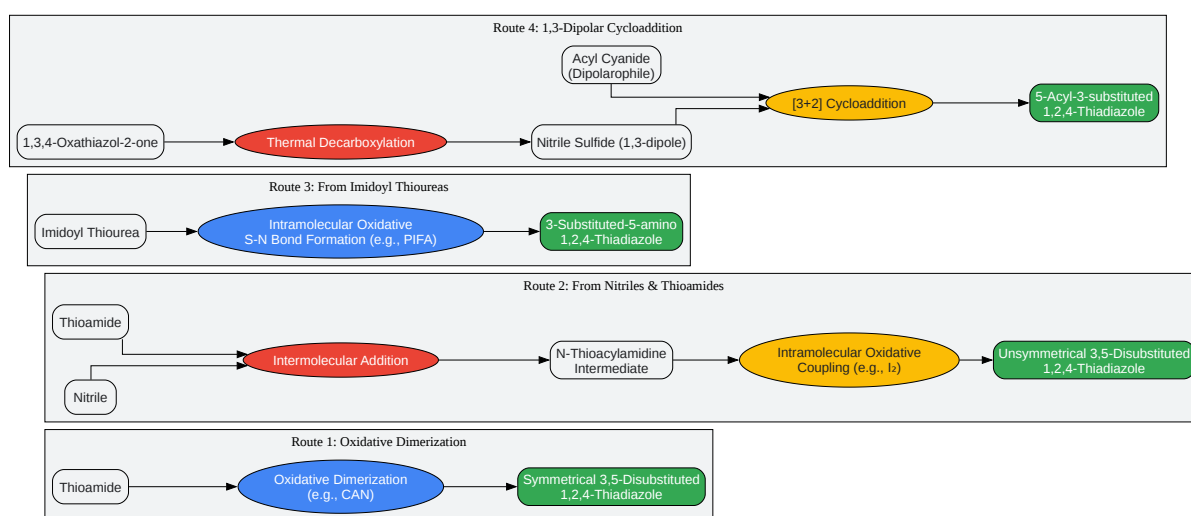 Route 4: 1,3-Dipolar Cycloaddition
Acyl Cyanide
(Dipolarophile)
[3+2] Cycloaddition
5-Acyl-3-substituted
1,2,4-Thiadiazole
1,3,4-Oxathiazol-2-one
Thermal Decarboxylation
Nitrile Sulfide (1,3-dipole)
Route 3: From Imidoyl Thioureas
Imidoyl Thiourea
Intramolecular Oxidative
S-N Bond Formation (e.g., PIFA)
3-Substituted-5-amino
1,2,4-Thiadiazole
Route 2: From Nitriles & Thioamides
Thioamide
Nitrile
Intermolecular Addition
N-Thioacylamidine
Intermediate
Intramolecular Oxidative
Coupling (e.g., I₂)
Unsymmetrical 3,5-Disubstituted
1,2,4-Thiadiazole
Route 1: Oxidative Dimerization
Thioamide
Oxidative Dimerization
(e.g., CAN)
Symmetrical 3,5-Disubstituted
1,2,4-Thiadiazole